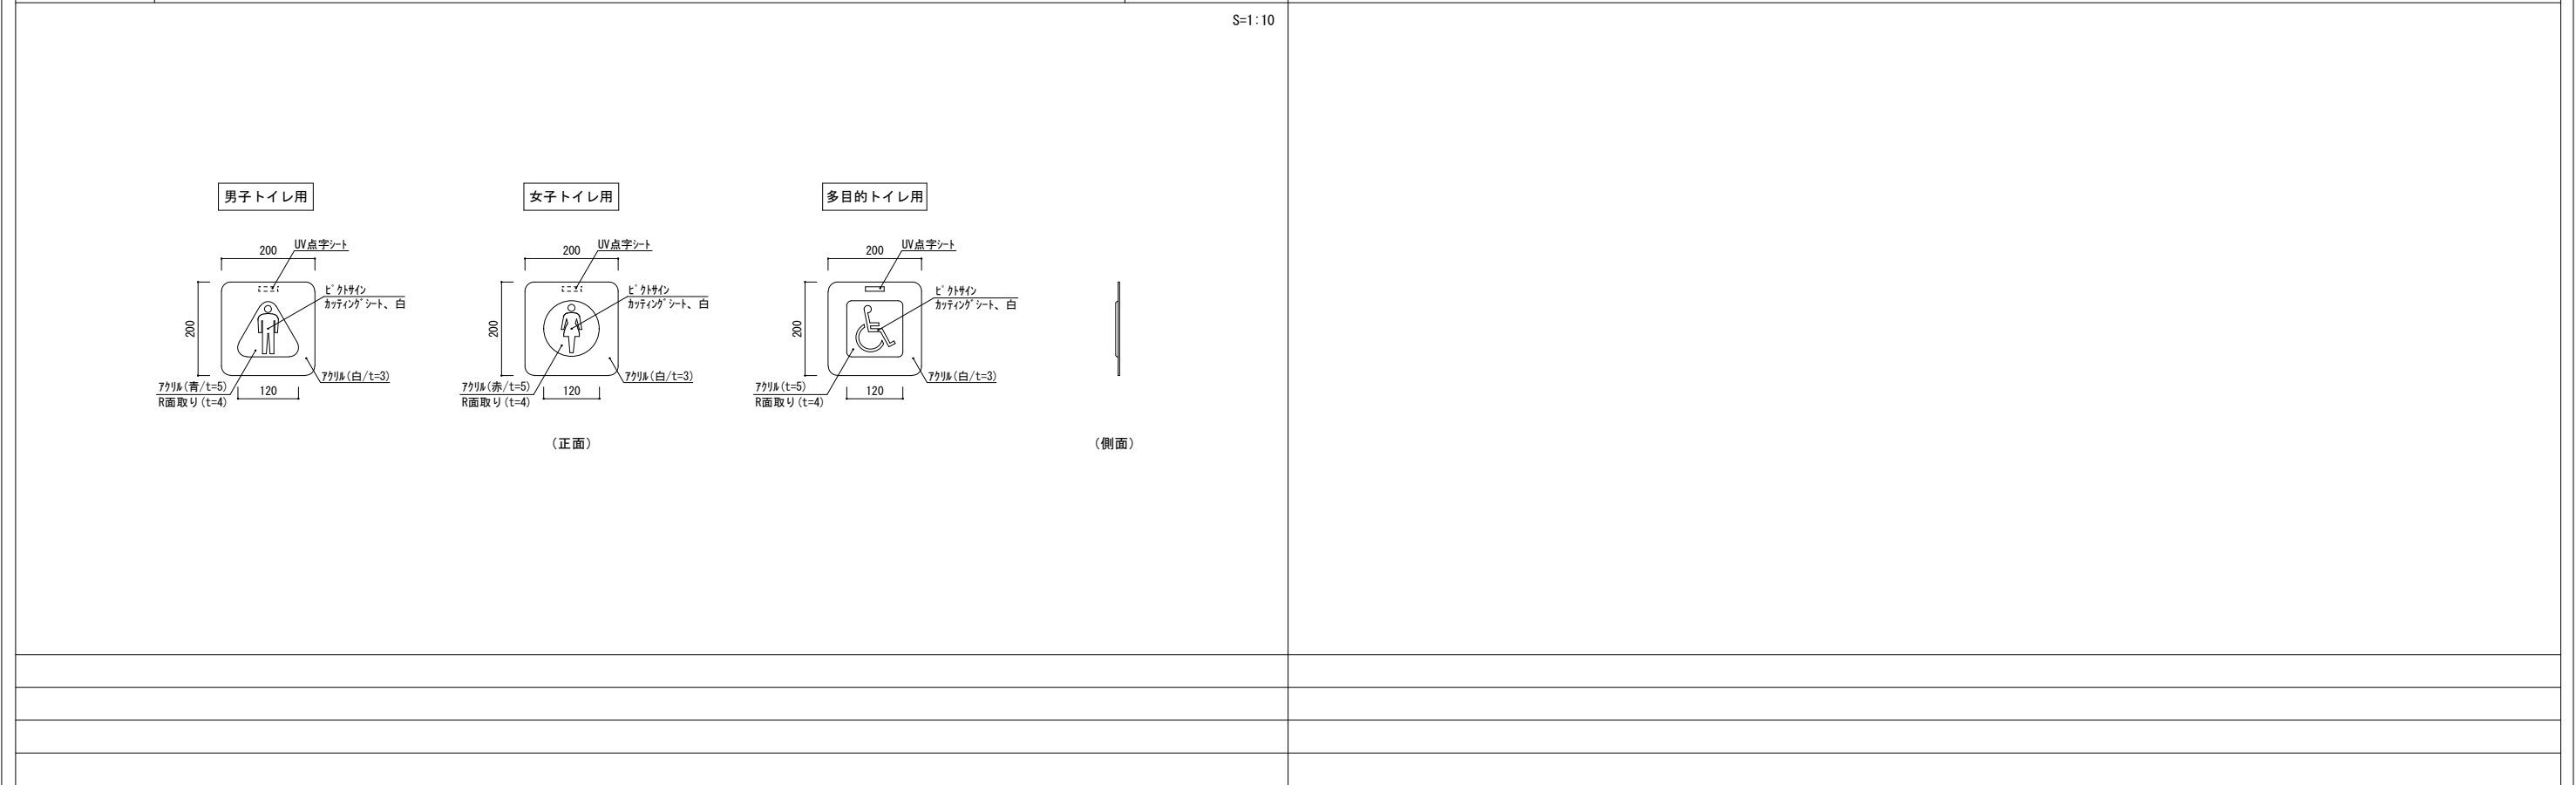 S=1:10
男子トイレ用
200
UV点字ｼｰﾄ
200
ﾋﾟｸﾄｻｲﾝ
ｶｯﾃｨﾝｸﾞｼｰﾄ、白
ｱｸﾘﾙ(青/t=5)
R面取り(t=4)
120
ｱｸﾘﾙ(白/t=3)
女子トイレ用
200
UV点字ｼｰﾄ
200
ﾋﾟｸﾄｻｲﾝ
ｶｯﾃｨﾝｸﾞｼｰﾄ、白
ｱｸﾘﾙ(赤/t=5)
R面取り(t=4)
120
ｱｸﾘﾙ(白/t=3)
(正面)
多目的トイレ用
200
UV点字ｼｰﾄ
200
ﾋﾟｸﾄｻｲﾝ
ｶｯﾃｨﾝｸﾞｼｰﾄ、白
ｱｸﾘﾙ(t=5)
R面取り(t=4)
120
ｱｸﾘﾙ(白/t=3)
(側面)